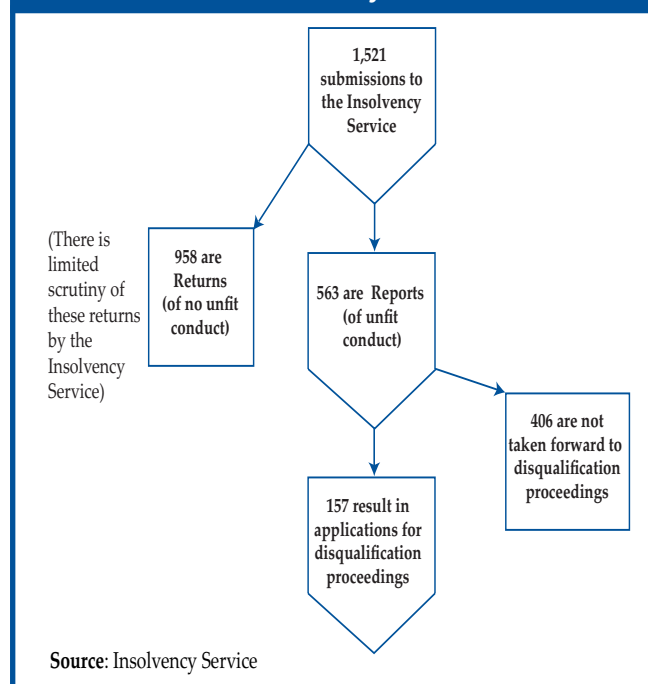 1,521
submissions to
the Insolvency
Service
(There is
limited
scrutiny of
these returns
by the
Insolvency
Service)
958 are
Returns
(of no unfit
conduct)
563 are Reports
(of unfit
conduct)
406 are not
taken forward to
disqualification
proceedings
157 result in
applications for
disqualification
proceedings
Source: Insolvency Service